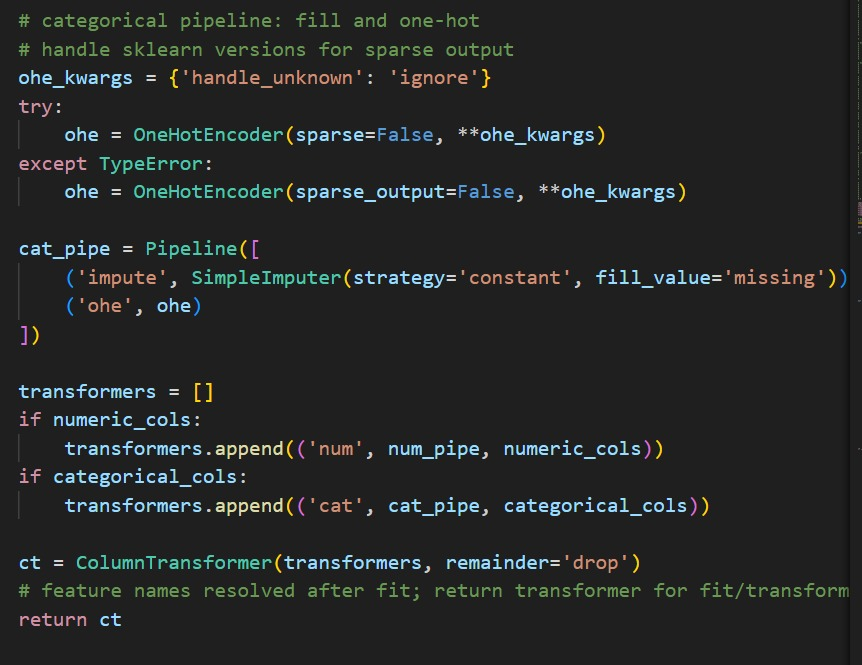 # categorical pipeline: fill and one-hot
# handle sklearn versions for sparse output
ohe_kwargs = {'handle_unknown': 'ignore'}
try:
    ohe = OneHotEncoder(sparse=False, **ohe_kwargs)
except TypeError:
    ohe = OneHotEncoder(sparse_output=False, **ohe_kwargs)
cat_pipe = Pipeline([
    ('impute', SimpleImputer(strategy='constant', fill_value='missing'))
    ('ohe', ohe)
])
transformers = []
if numeric_cols:
    transformers.append(('num', num_pipe, numeric_cols))
if categorical_cols:
    transformers.append(('cat', cat_pipe, categorical_cols))
ct = ColumnTransformer(transformers, remainder='drop')
# feature names resolved after fit; return transformer for fit/transform
return ct